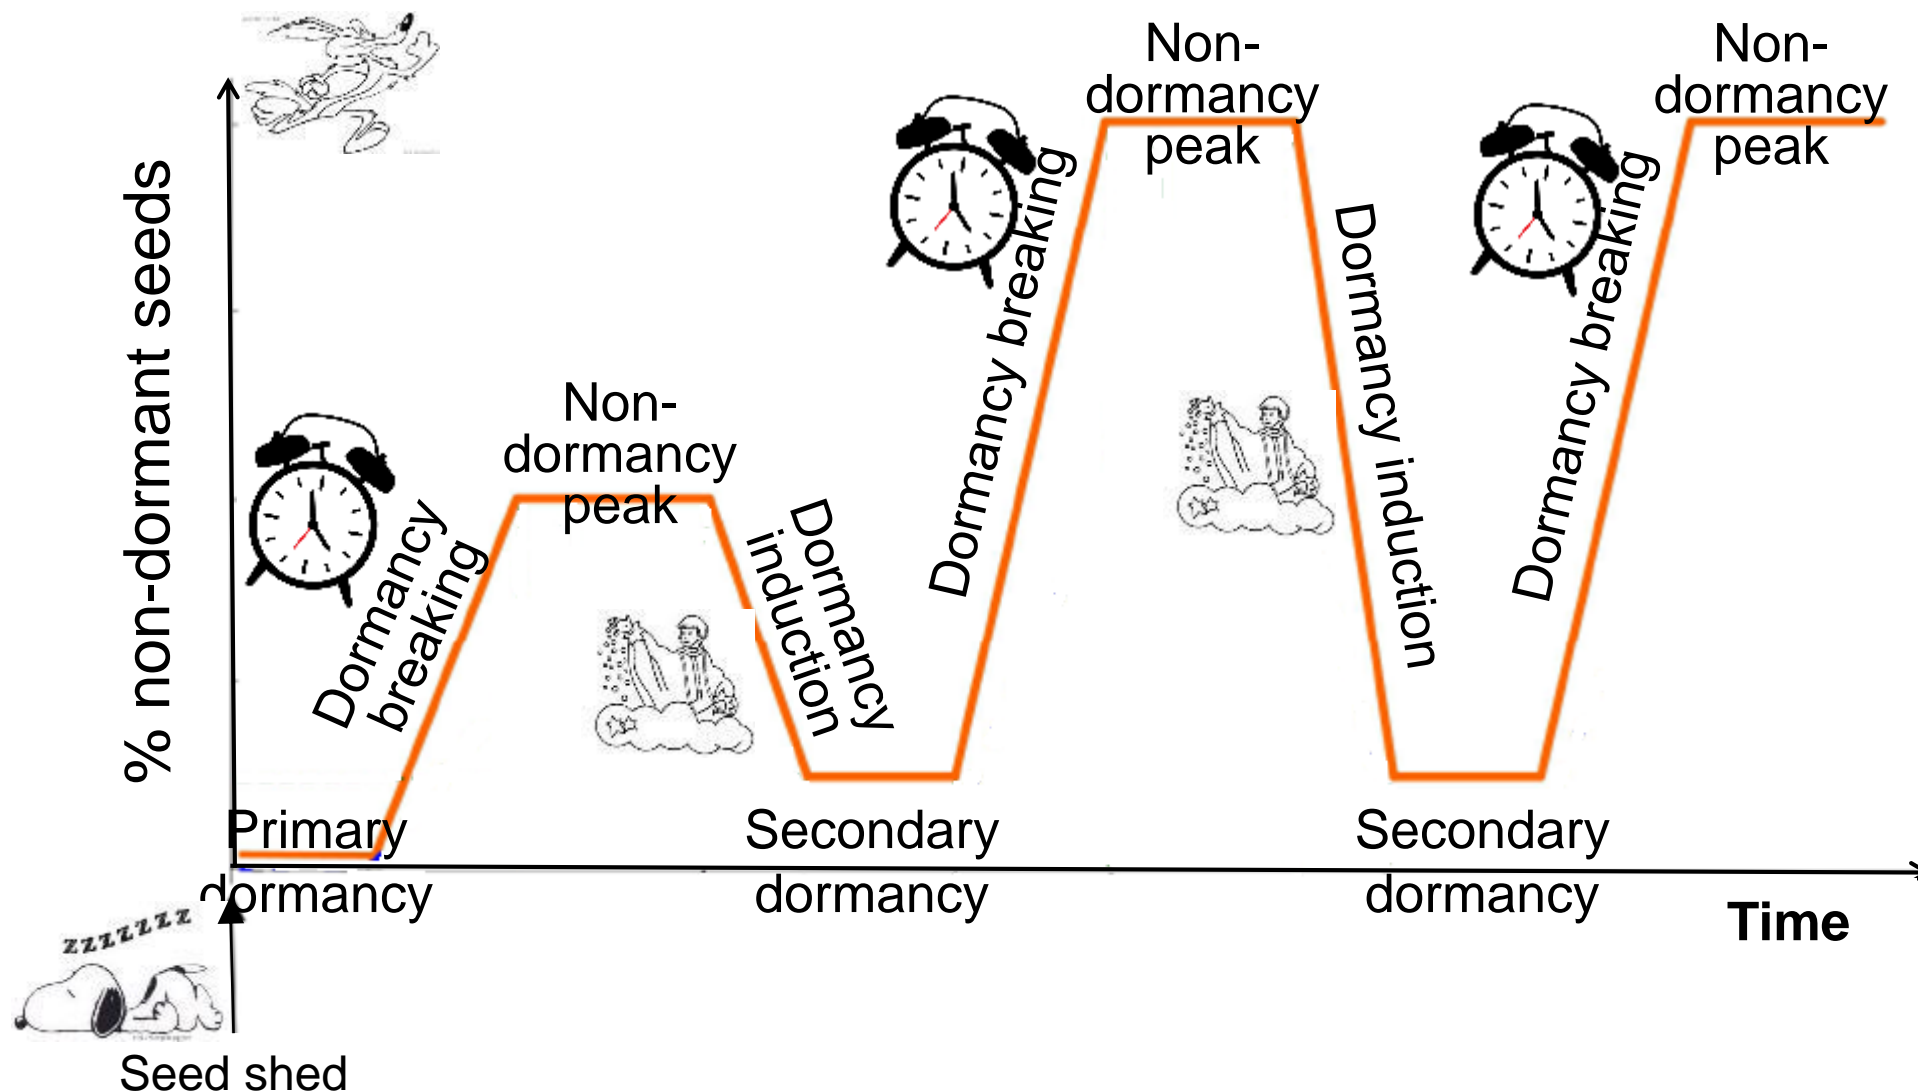 Non-
dormancy
peak
Non-
dormancy
peak
% non-dormant seeds
Non-
dormancy
peak
Dormancy
breaking
Dormancy
induction
Dormancy breaking
Dormancy induction
Dormancy breaking
Primary
dormancy
Secondary
dormancy
Secondary
dormancy
Time
zzzzzzz
Seed shed